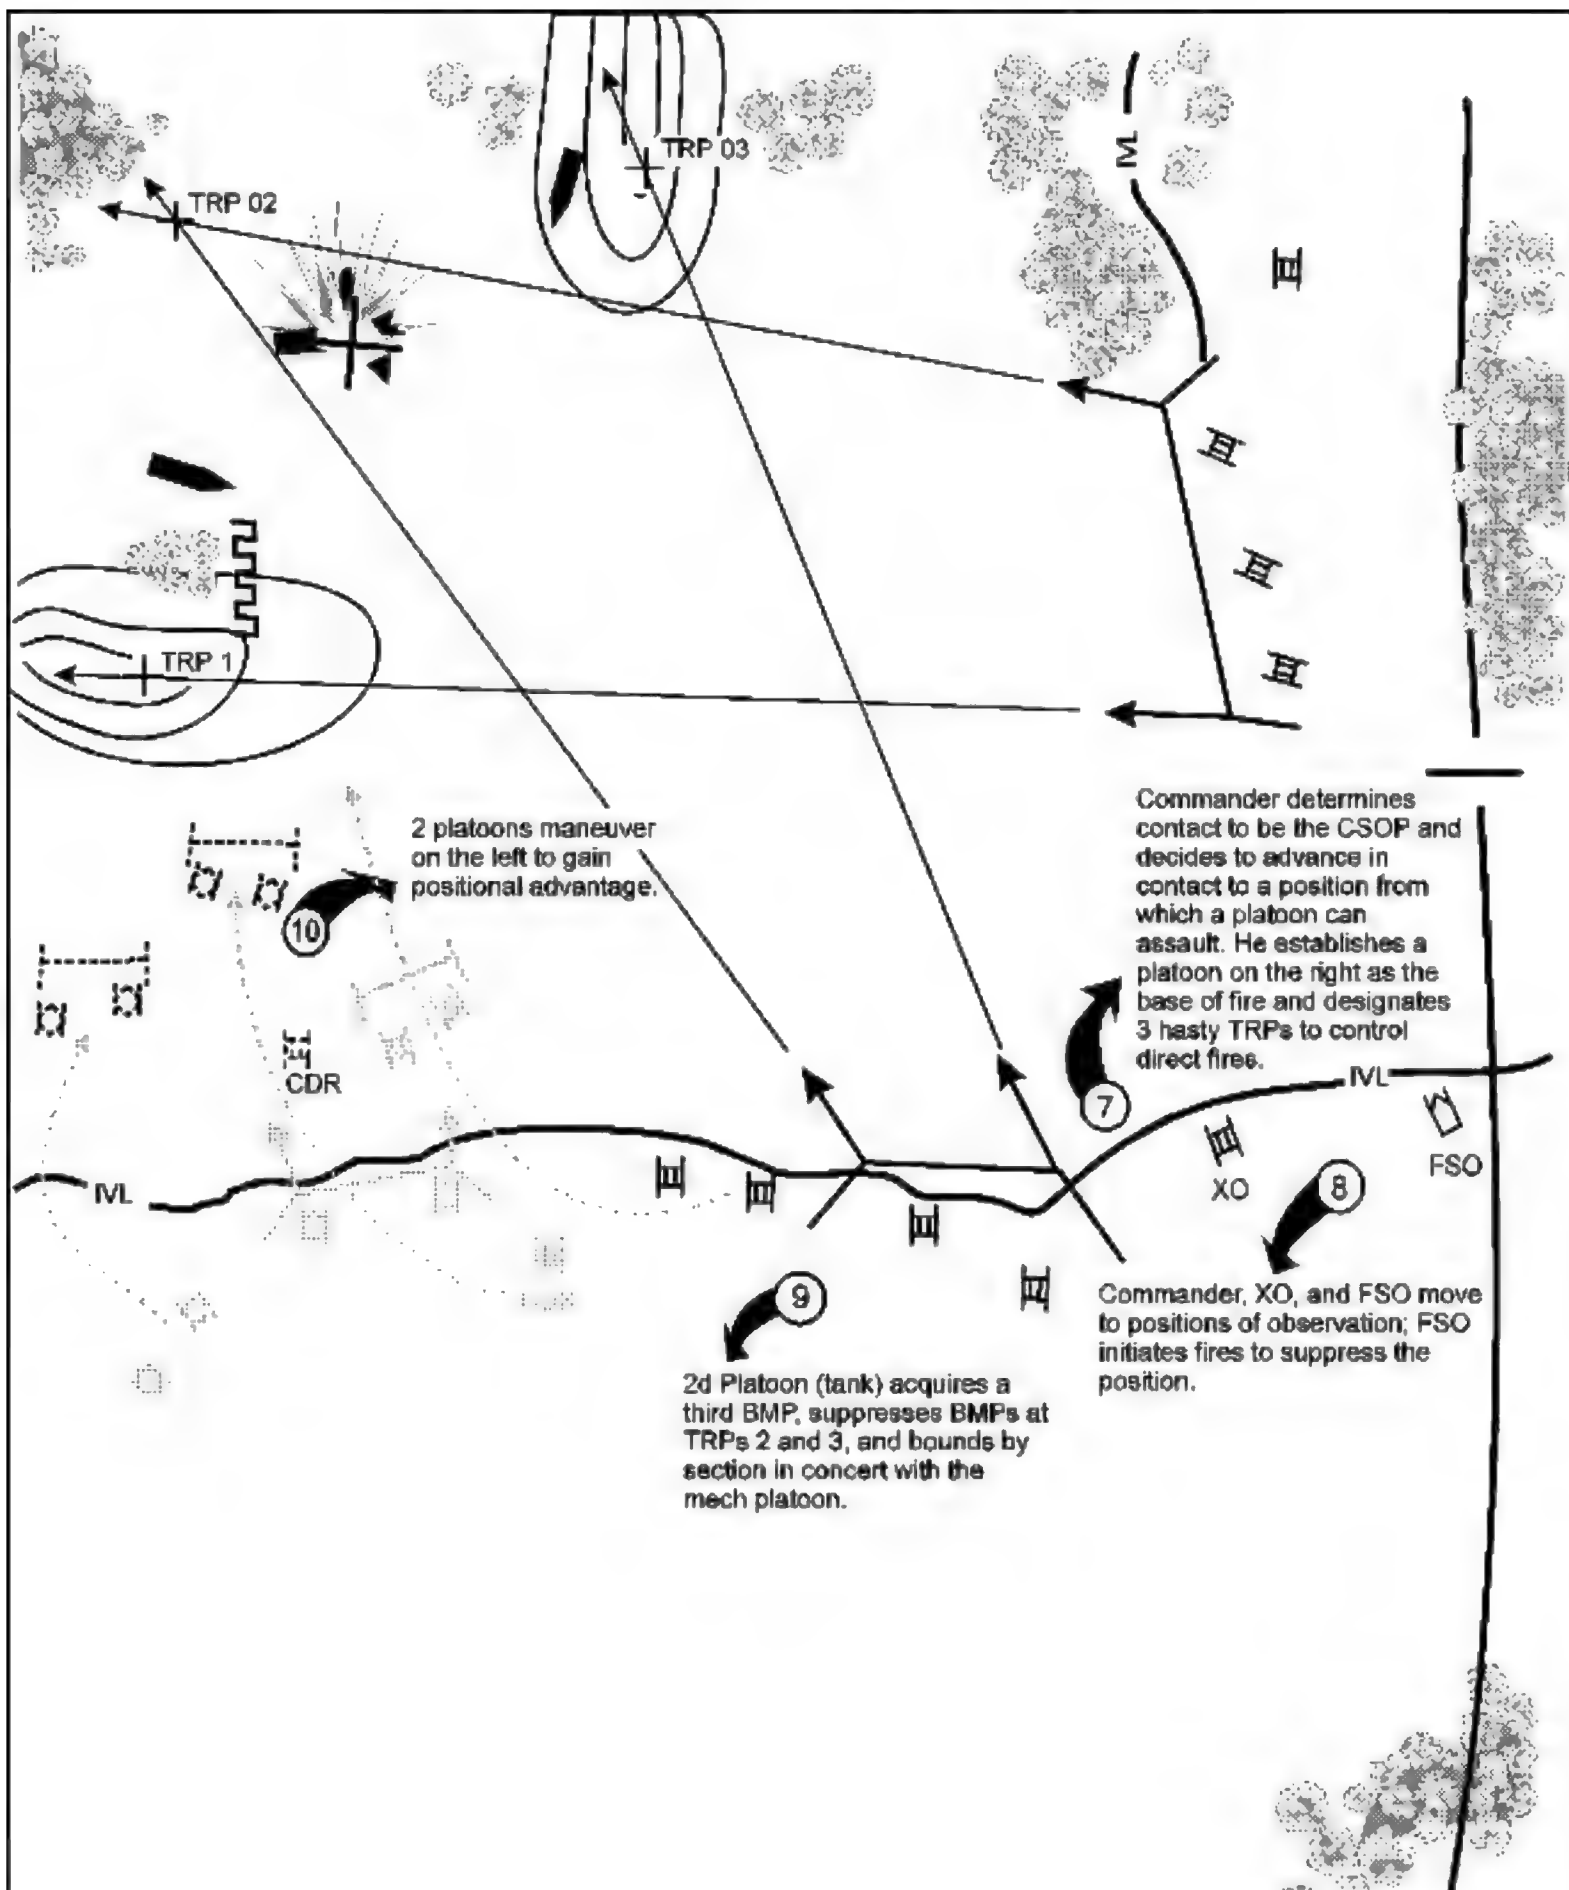 TRP 03
IVL
TRP 02
TRP 1
Commander determines
contact to be the CSOP and
decides to advance in
contact to a position from
which a platoon can
assault. He establishes a
platoon on the right as the
base of fire and designates
3 hasty TRPs to control
direct fires.
2 platoons maneuver
on the left to gain
positional advantage.
10
CDR
7
IVL
IVL
XO
8
FSO
9
Commander, XO, and FSO move
to positions of observation; FSO
initiates fires to suppress the
position.
2d Platoon (tank) acquires a
third BMP, suppresses BMPs at
TRPs 2 and 3, and bounds by
section in concert with the
mech platoon.